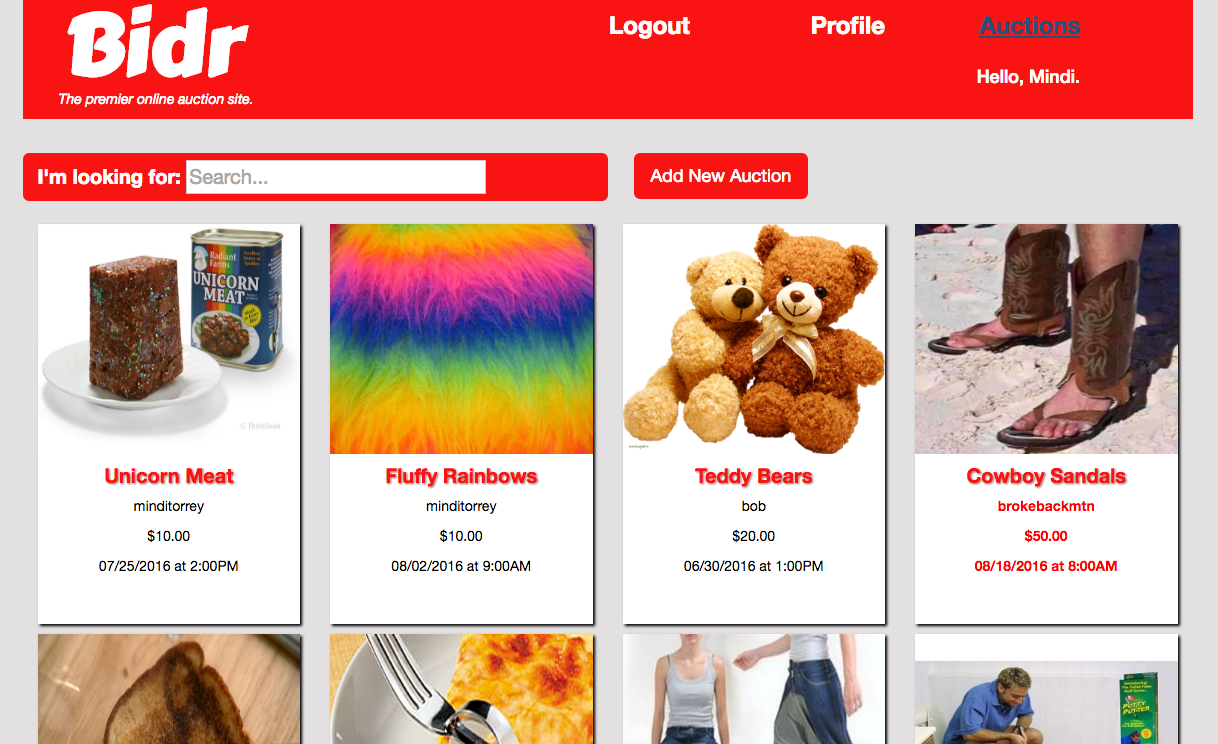 Bidr
The premier online auction site.
Logout
Profile
Auctions
Hello, Mindi.
I'm looking for:
Search...
Add New Auction
Radiant
Farms
UNICORN
MEAT
© ThinkGeek
Unicorn Meat
minditorrey
$10.00
07/25/2016 at 2:00PM
Fluffy Rainbows
minditorrey
$10.00
08/02/2016 at 9:00AM
Teddy Bears
bob
$20.00
06/30/2016 at 1:00PM
Cowboy Sandals
brokebackmtn
$50.00
08/18/2016 at 8:00AM
POTTY
PUTTER